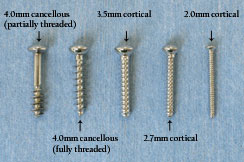 4.0mm cancellous
(partially threaded)
3.5mm cortical
2.0mm cortical
4.0mm cancellous
(fully threaded)
2.7mm cortical